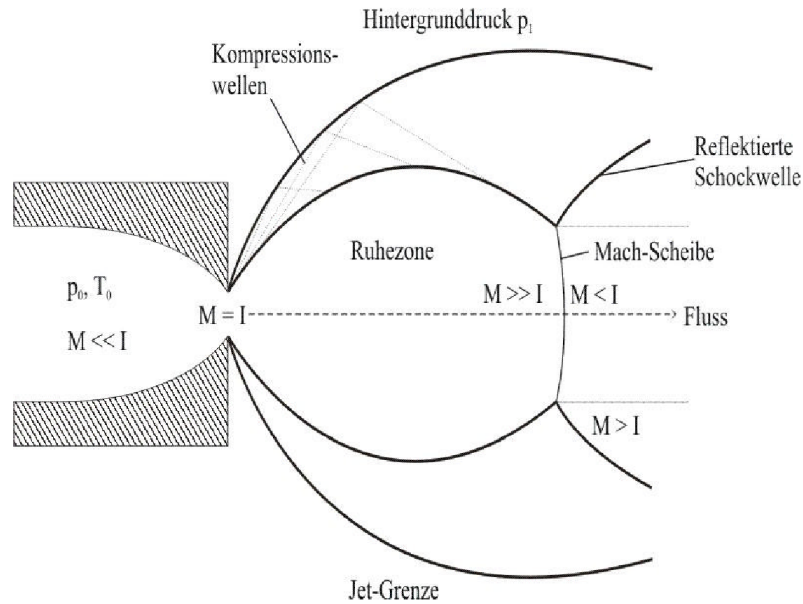 Hintergrunddruck p₁
Kompressions-
wellen
Reflektierte
Schockwelle
Ruhezone
Mach-Scheibe
p₀, T₀
M >> I
M < I
M = I
Fluss
M << I
M > I
Jet-Grenze